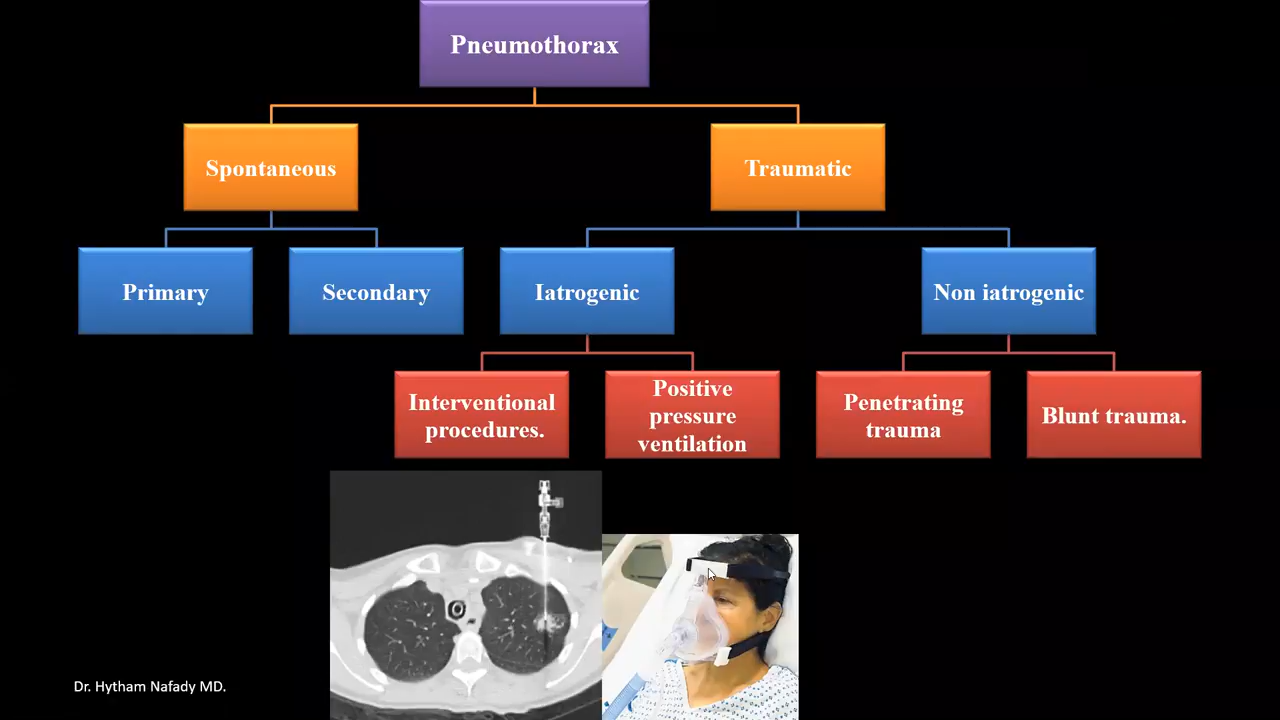 Pneumothorax
Spontaneous
Traumatic
Primary
Secondary
Iatrogenic
Non iatrogenic
Interventional
procedures.
Positive
pressure
ventilation
Penetrating
trauma
Blunt trauma.
Dr. Hytham Nafady MD.